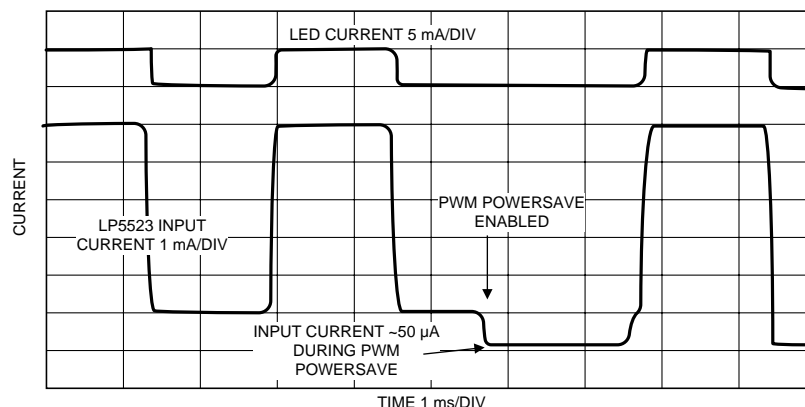 LED CURRENT 5 mA/DIV
CURRENT
LP5523 INPUT
CURRENT 1 mA/DIV
PWM POWERSAVE
ENABLED
INPUT CURRENT ~50 µA
DURING PWM
POWERSAVE
TIME 1 ms/DIV